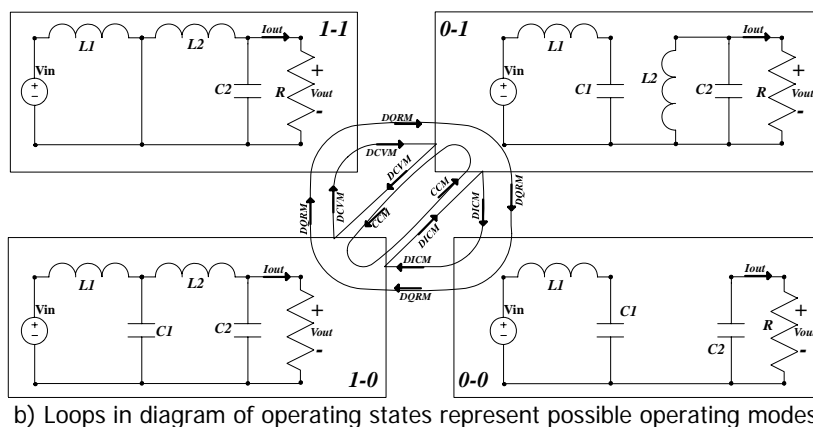 1-1
L1
L2
Iout
Vin
+
−
C2
R
+
Vout
-
0-1
L1
Iout
Vin
+
−
C1
L2
C2
R
+
Vout
-
DQRM
DCVM
DCVM
CCM
DQRM
DCVM
CCM
DICM
DICM
DQRM
DICM
DQRM
1-0
L1
L2
Iout
Vin
+
−
C1
C2
R
+
Vout
-
0-0
L1
Iout
Vin
+
−
C1
C2
R
+
Vout
-
b) Loops in diagram of operating states represent possible operating modes